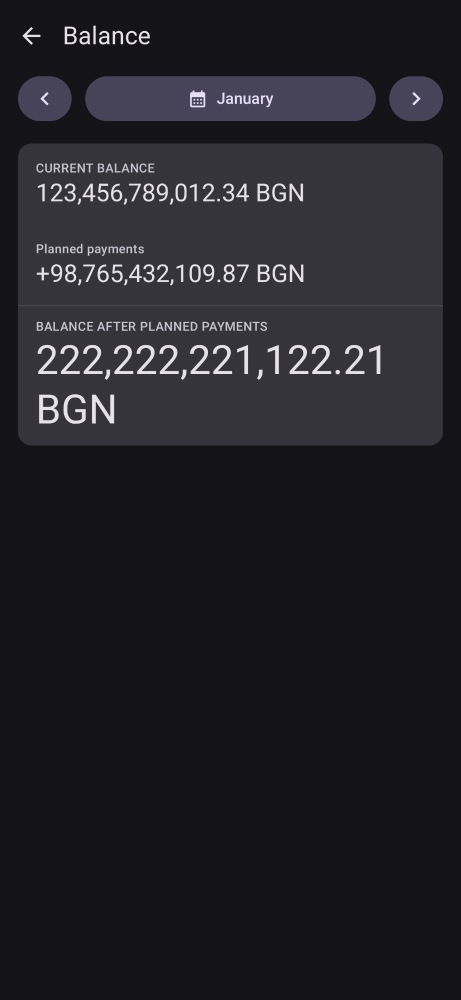 Balance
January
CURRENT BALANCE
123,456,789,012.34 BGN
Planned payments
+98,765,432,109.87 BGN
BALANCE AFTER PLANNED PAYMENTS
222,222,221,122.21
BGN